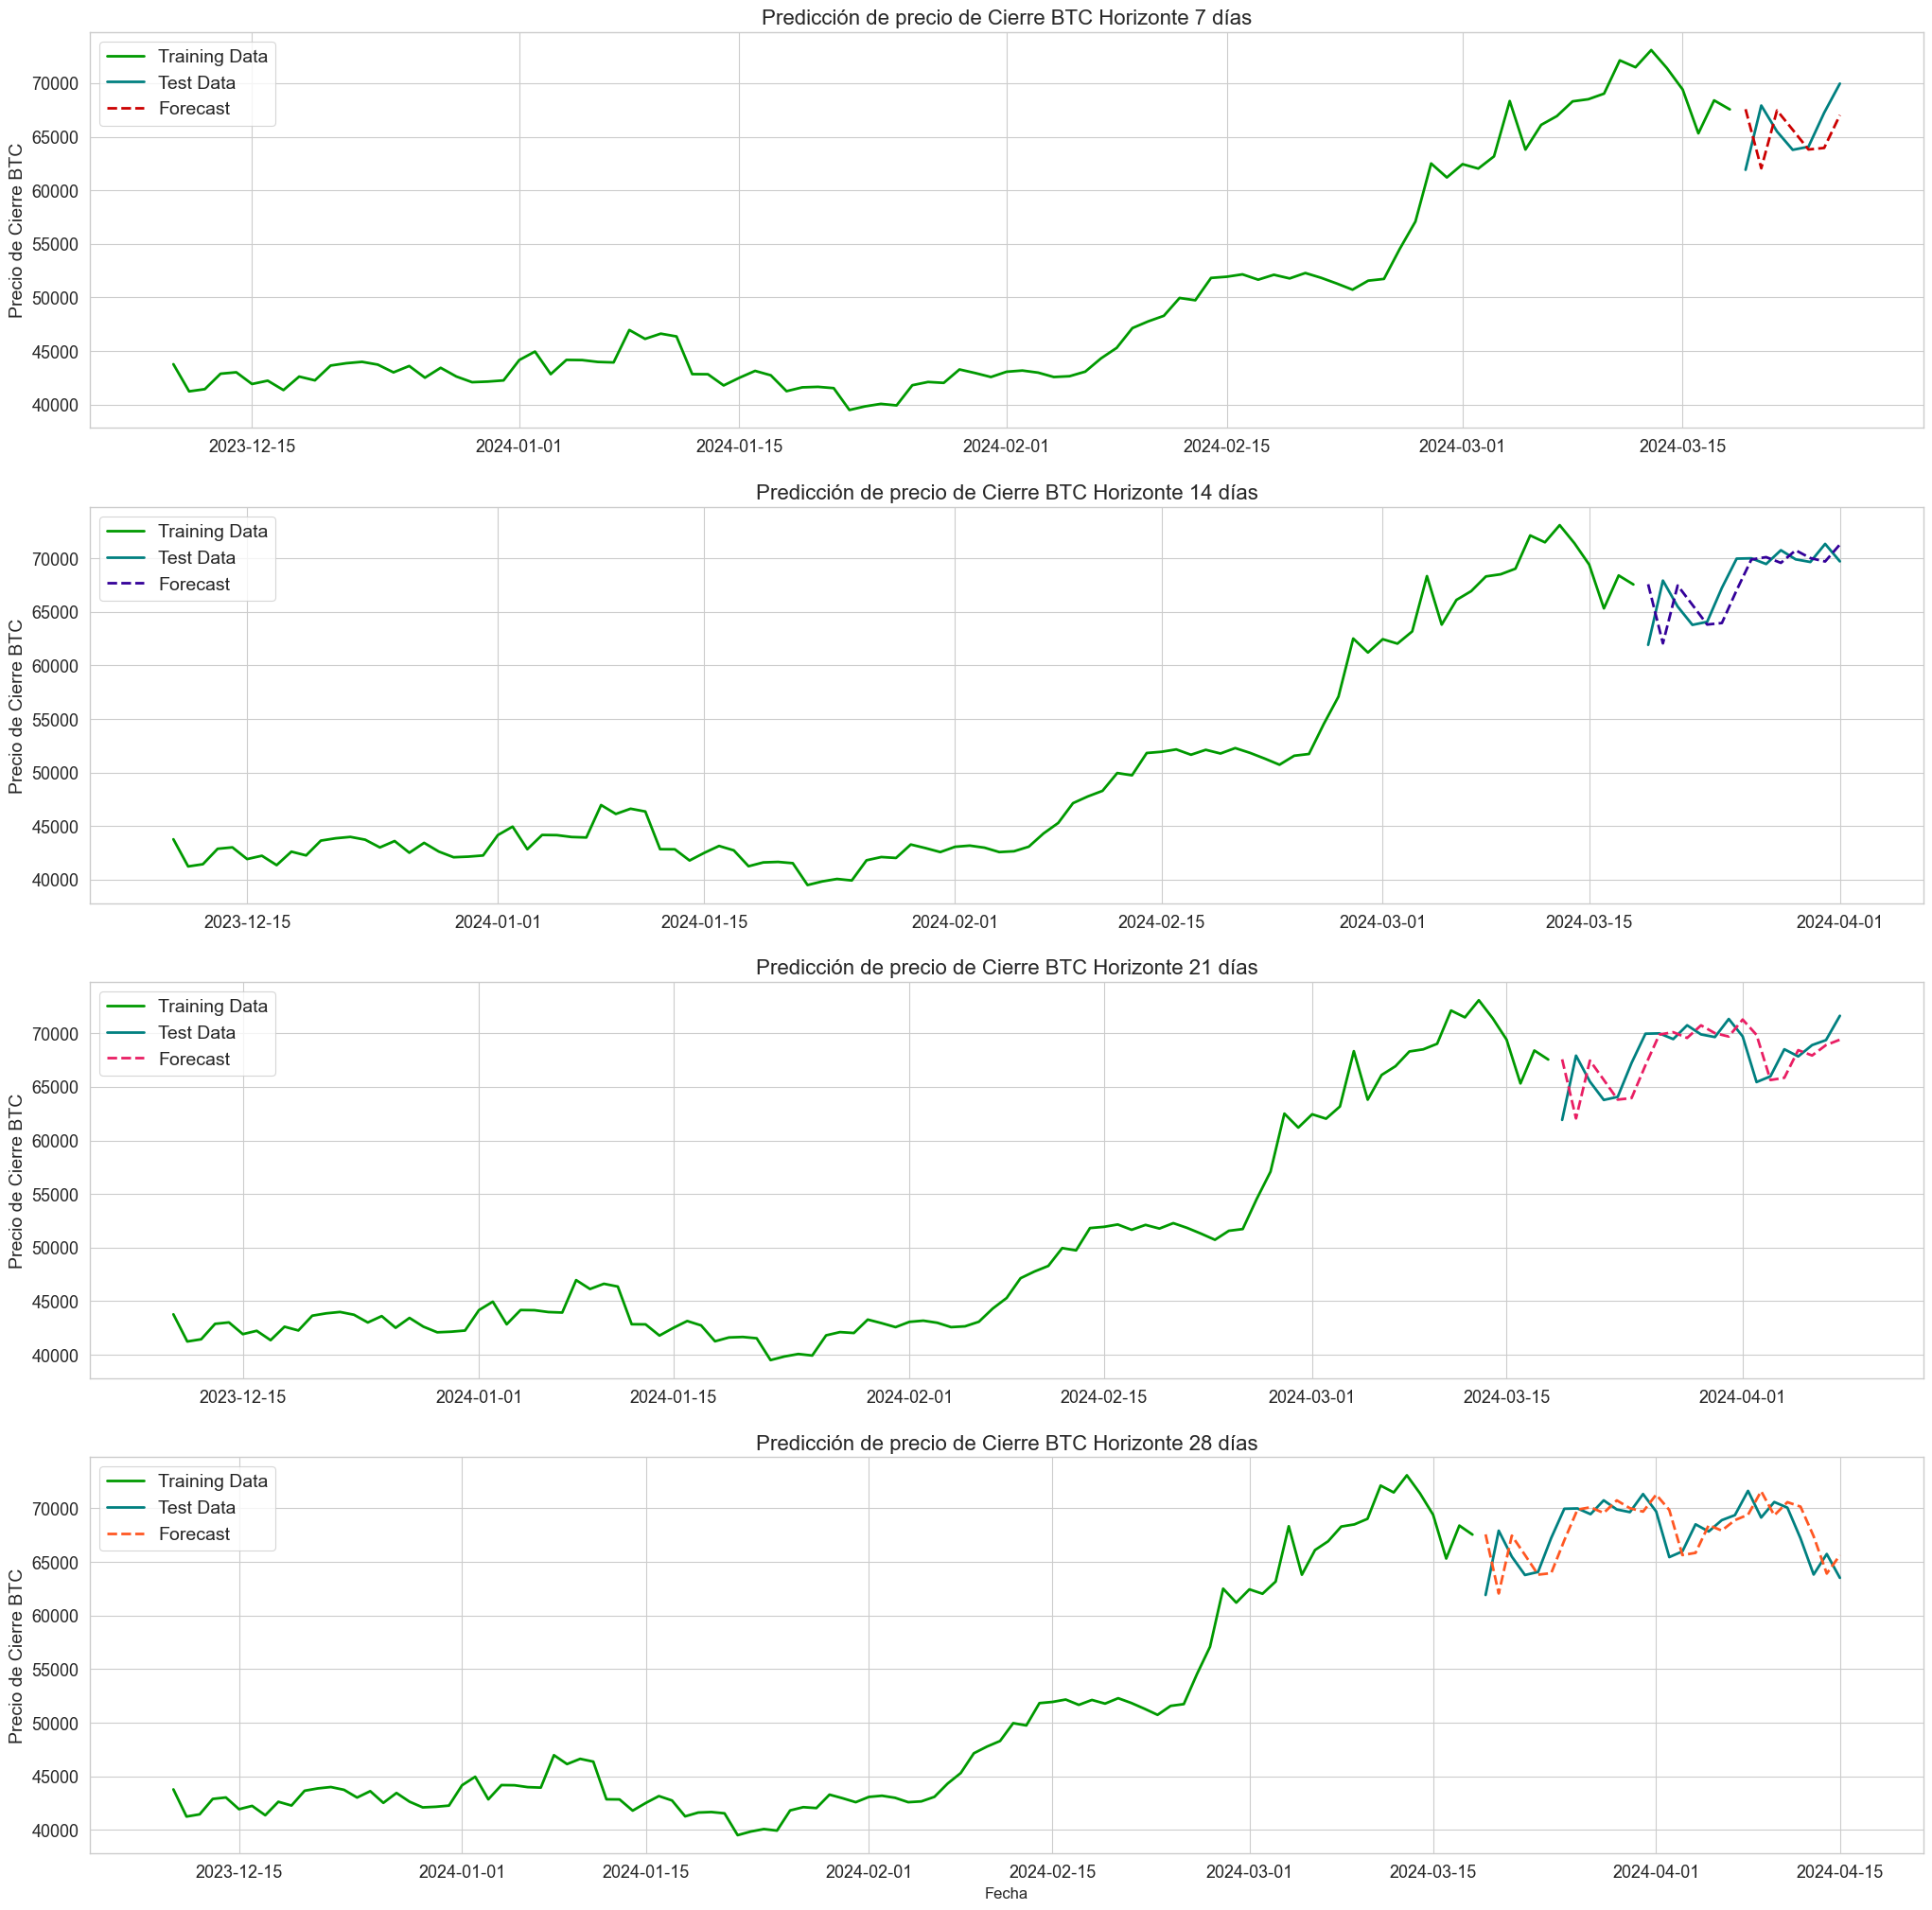 Predicción de precio de Cierre BTC Horizonte 7 días
Training Data
Test Data
Forecast
Precio de Cierre BTC
70000
65000
60000
55000
50000
45000
40000
2023-12-15 2024-01-01 2024-01-15 2024-02-01 2024-02-15 2024-03-01 2024-03-15
Predicción de precio de Cierre BTC Horizonte 14 días
Training Data
Test Data
Forecast
Precio de Cierre BTC
70000
65000
60000
55000
50000
45000
40000
2023-12-15 2024-01-01 2024-01-15 2024-02-01 2024-02-15 2024-03-01 2024-03-15 2024-04-01
Predicción de precio de Cierre BTC Horizonte 21 días
Training Data
Test Data
Forecast
Precio de Cierre BTC
70000
65000
60000
55000
50000
45000
40000
2023-12-15 2024-01-01 2024-01-15 2024-02-01 2024-02-15 2024-03-01 2024-03-15 2024-04-01
Predicción de precio de Cierre BTC Horizonte 28 días
Training Data
Test Data
Forecast
Precio de Cierre BTC
70000
65000
60000
55000
50000
45000
40000
2023-12-15 2024-01-01 2024-01-15 2024-02-01 2024-02-15 2024-03-01 2024-03-15 2024-04-01 2024-04-15
Fecha